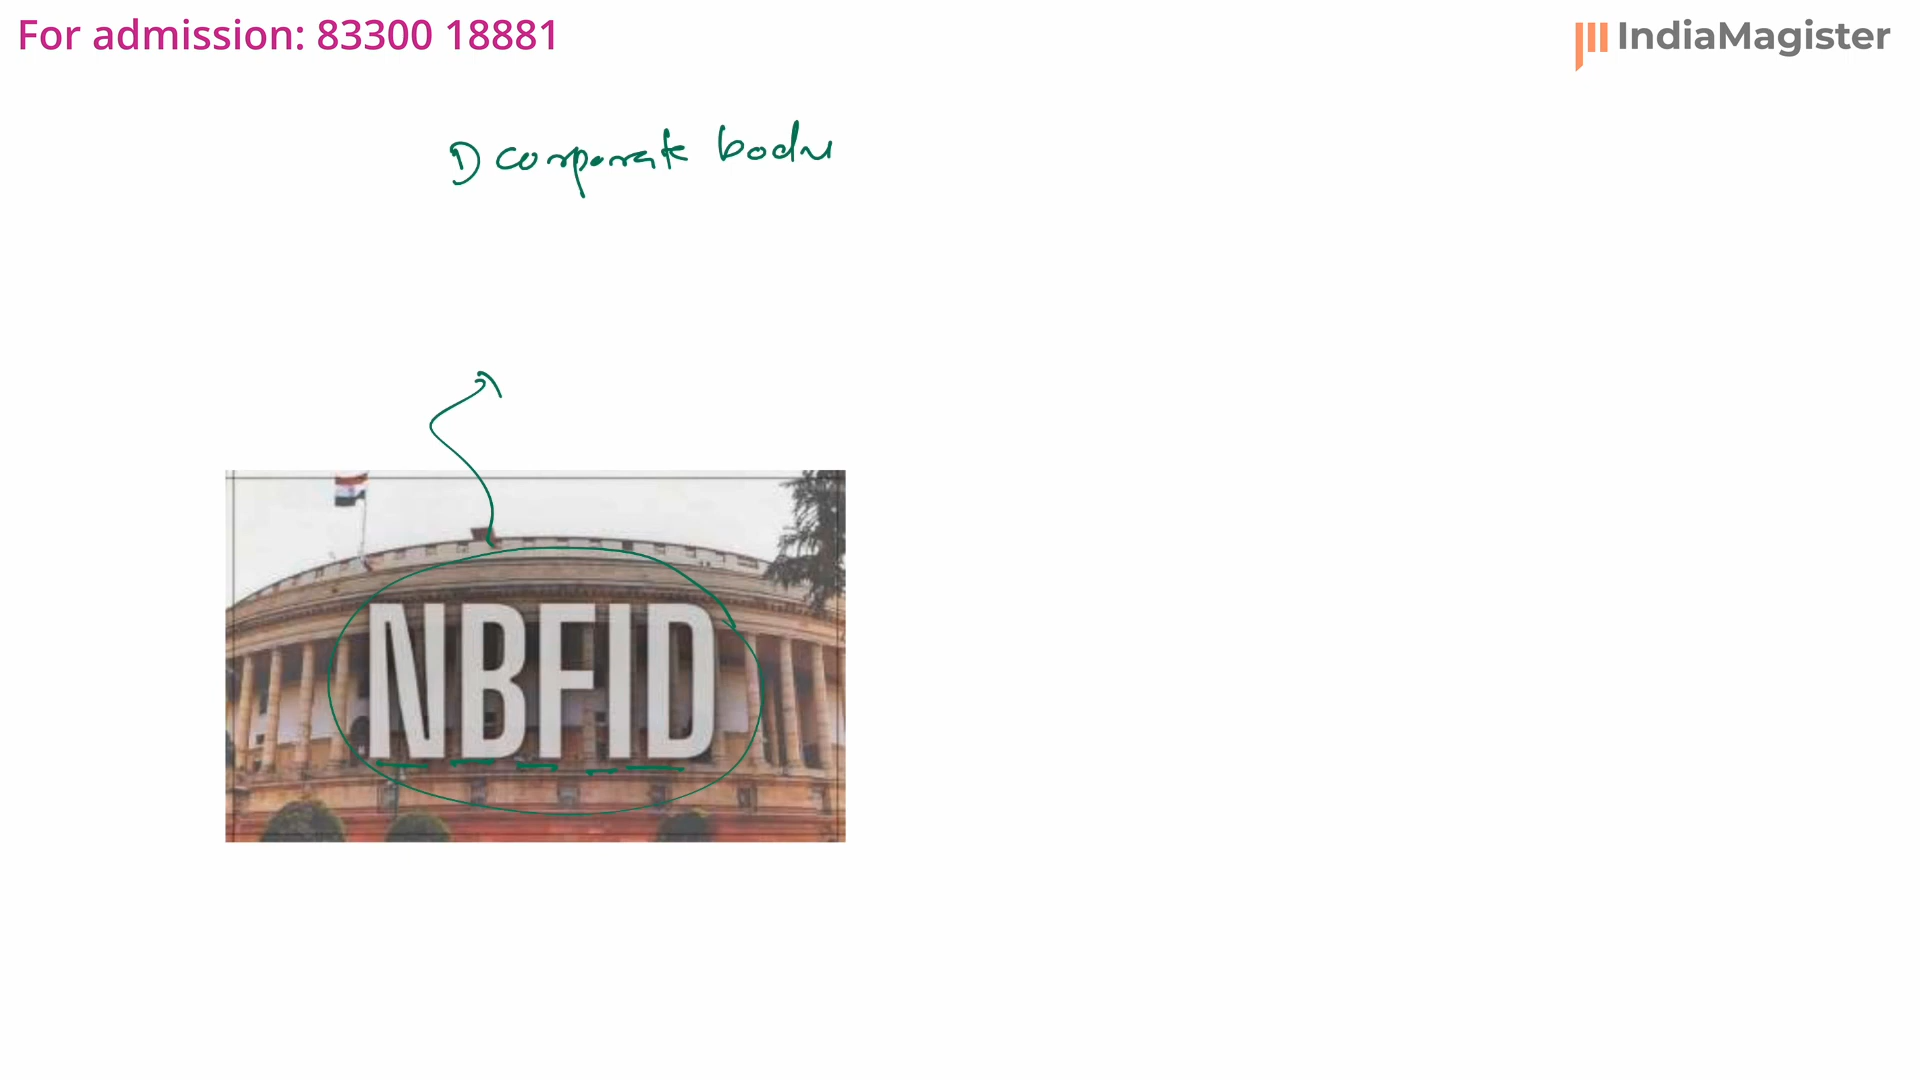 For admission: 83300 18881
IndiaMagister
1) corporate body
NBFID